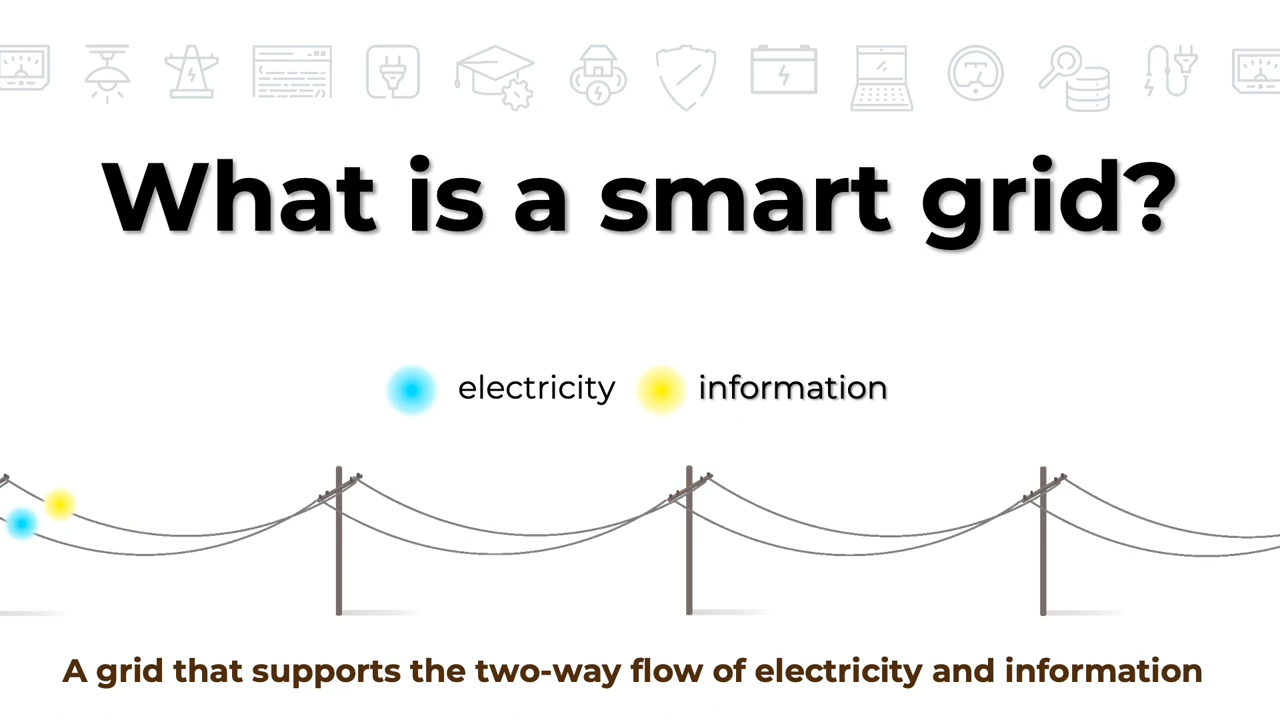 What is a smart grid?
electricity information
A grid that supports the two-way flow of electricity and information